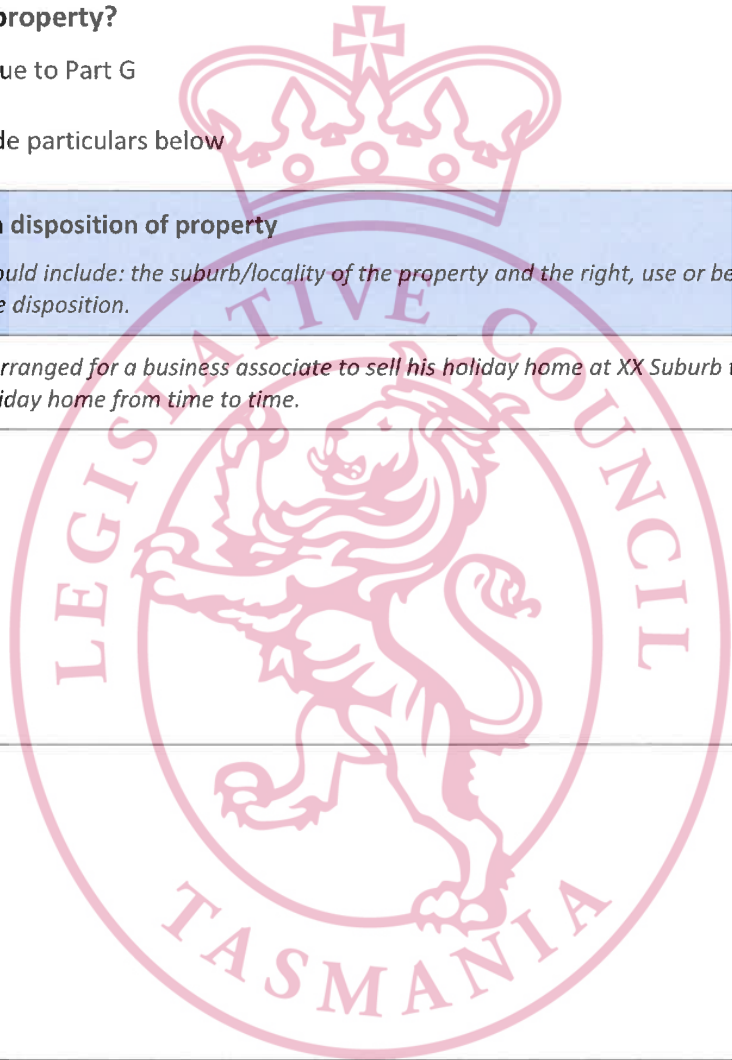 property?
ue to Part G
de particulars below
disposition of property
ould include: the suburb/locality of the property and the right, use or be
e disposition.
rranged for a business associate to sell his holiday home at XX Suburb t
iday home from time to time.
LEGISLATIVE COUNCIL
TASMANIA